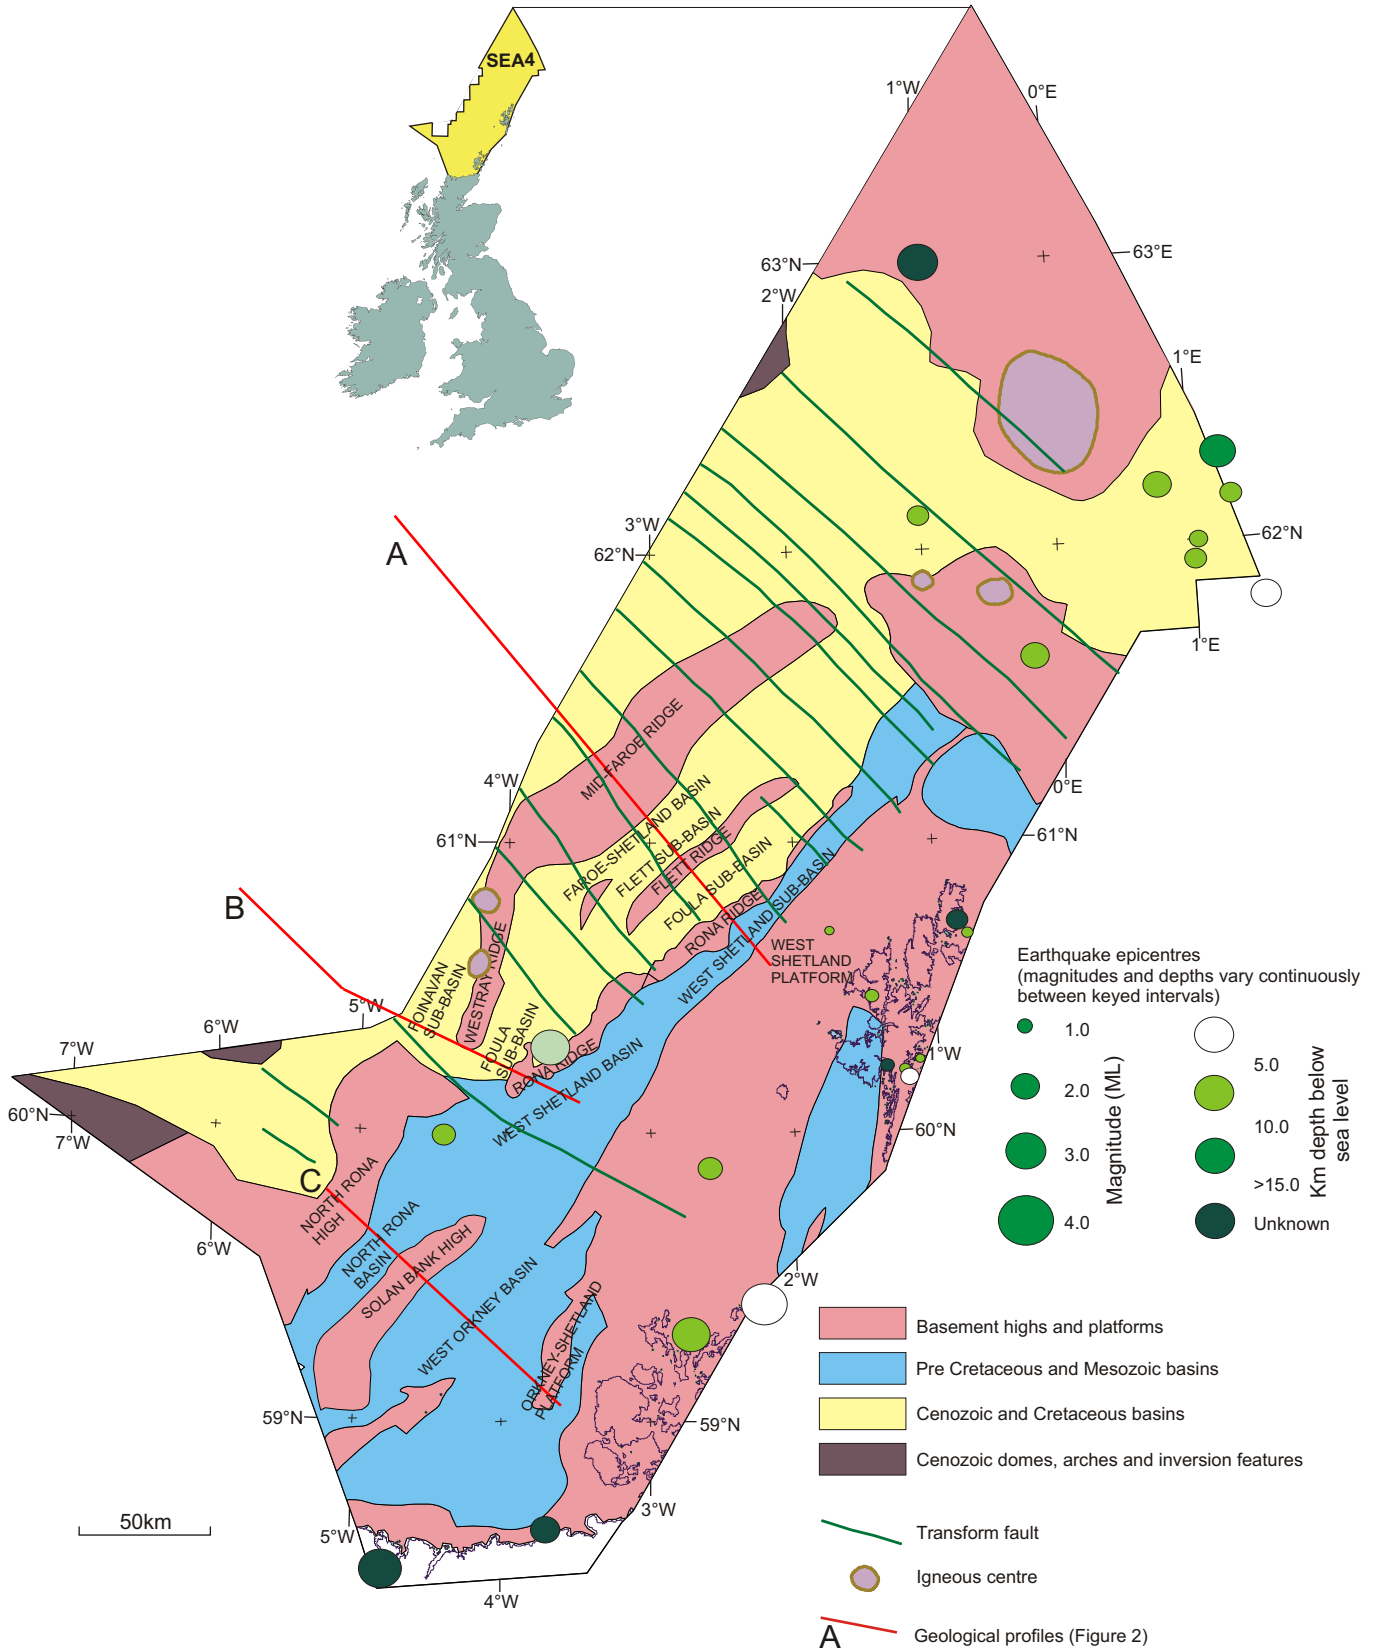 SEA4
1°W
0°E
63°N
63°E
2°W
1°E
3°W
62°N
62°N
1°E
A
MID-FAROE RIDGE
4°W
0°E
61°N
61°N
FAROE-SHETLAND BASIN
FLETT SUB-BASIN
FLETT RIDGE
FOULA SUB-BASIN
RONA RIDGE
WEST SHETLAND SUB-BASIN
WEST
SHETLAND
PLATFORM
B
FOINAVAN
SUB-BASIN
WESTRAY RIDGE
FOULA
SUB-BASIN
RONA RIDGE
WEST SHETLAND BASIN
5°W
6°W
7°W
60°N
7°W
1°W
60°N
C
NORTH RONA
HIGH
NORTH RONA
BASIN
SOLAN BANK HIGH
WEST ORKNEY BASIN
ORKNEY-SHETLAND
PLATFORM
6°W
2°W
59°N
59°N
3°W
5°W
4°W
50km
Earthquake epicentres
(magnitudes and depths vary continuously
between keyed intervals)
1.0
2.0
3.0
4.0
Magnitude (ML)
5.0
10.0
>15.0
Unknown
Km depth below
sea level
Basement highs and platforms
Pre Cretaceous and Mesozoic basins
Cenozoic and Cretaceous basins
Cenozoic domes, arches and inversion features
Transform fault
Igneous centre
A
Geological profiles (Figure 2)